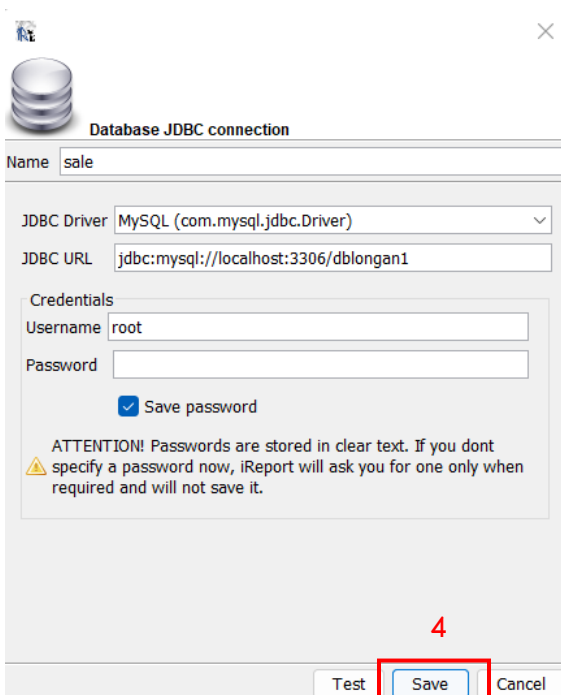 Database JDBC connection
Name sale
JDBC Driver MySQL (com.mysql.jdbc.Driver)
JDBC URL jdbc:mysql://localhost:3306/dblongan1
Credentials
Username root
Password
Save password
ATTENTION! Passwords are stored in clear text. If you dont
specify a password now, iReport will ask you for one only when
required and will not save it.
4
Test Save Cancel